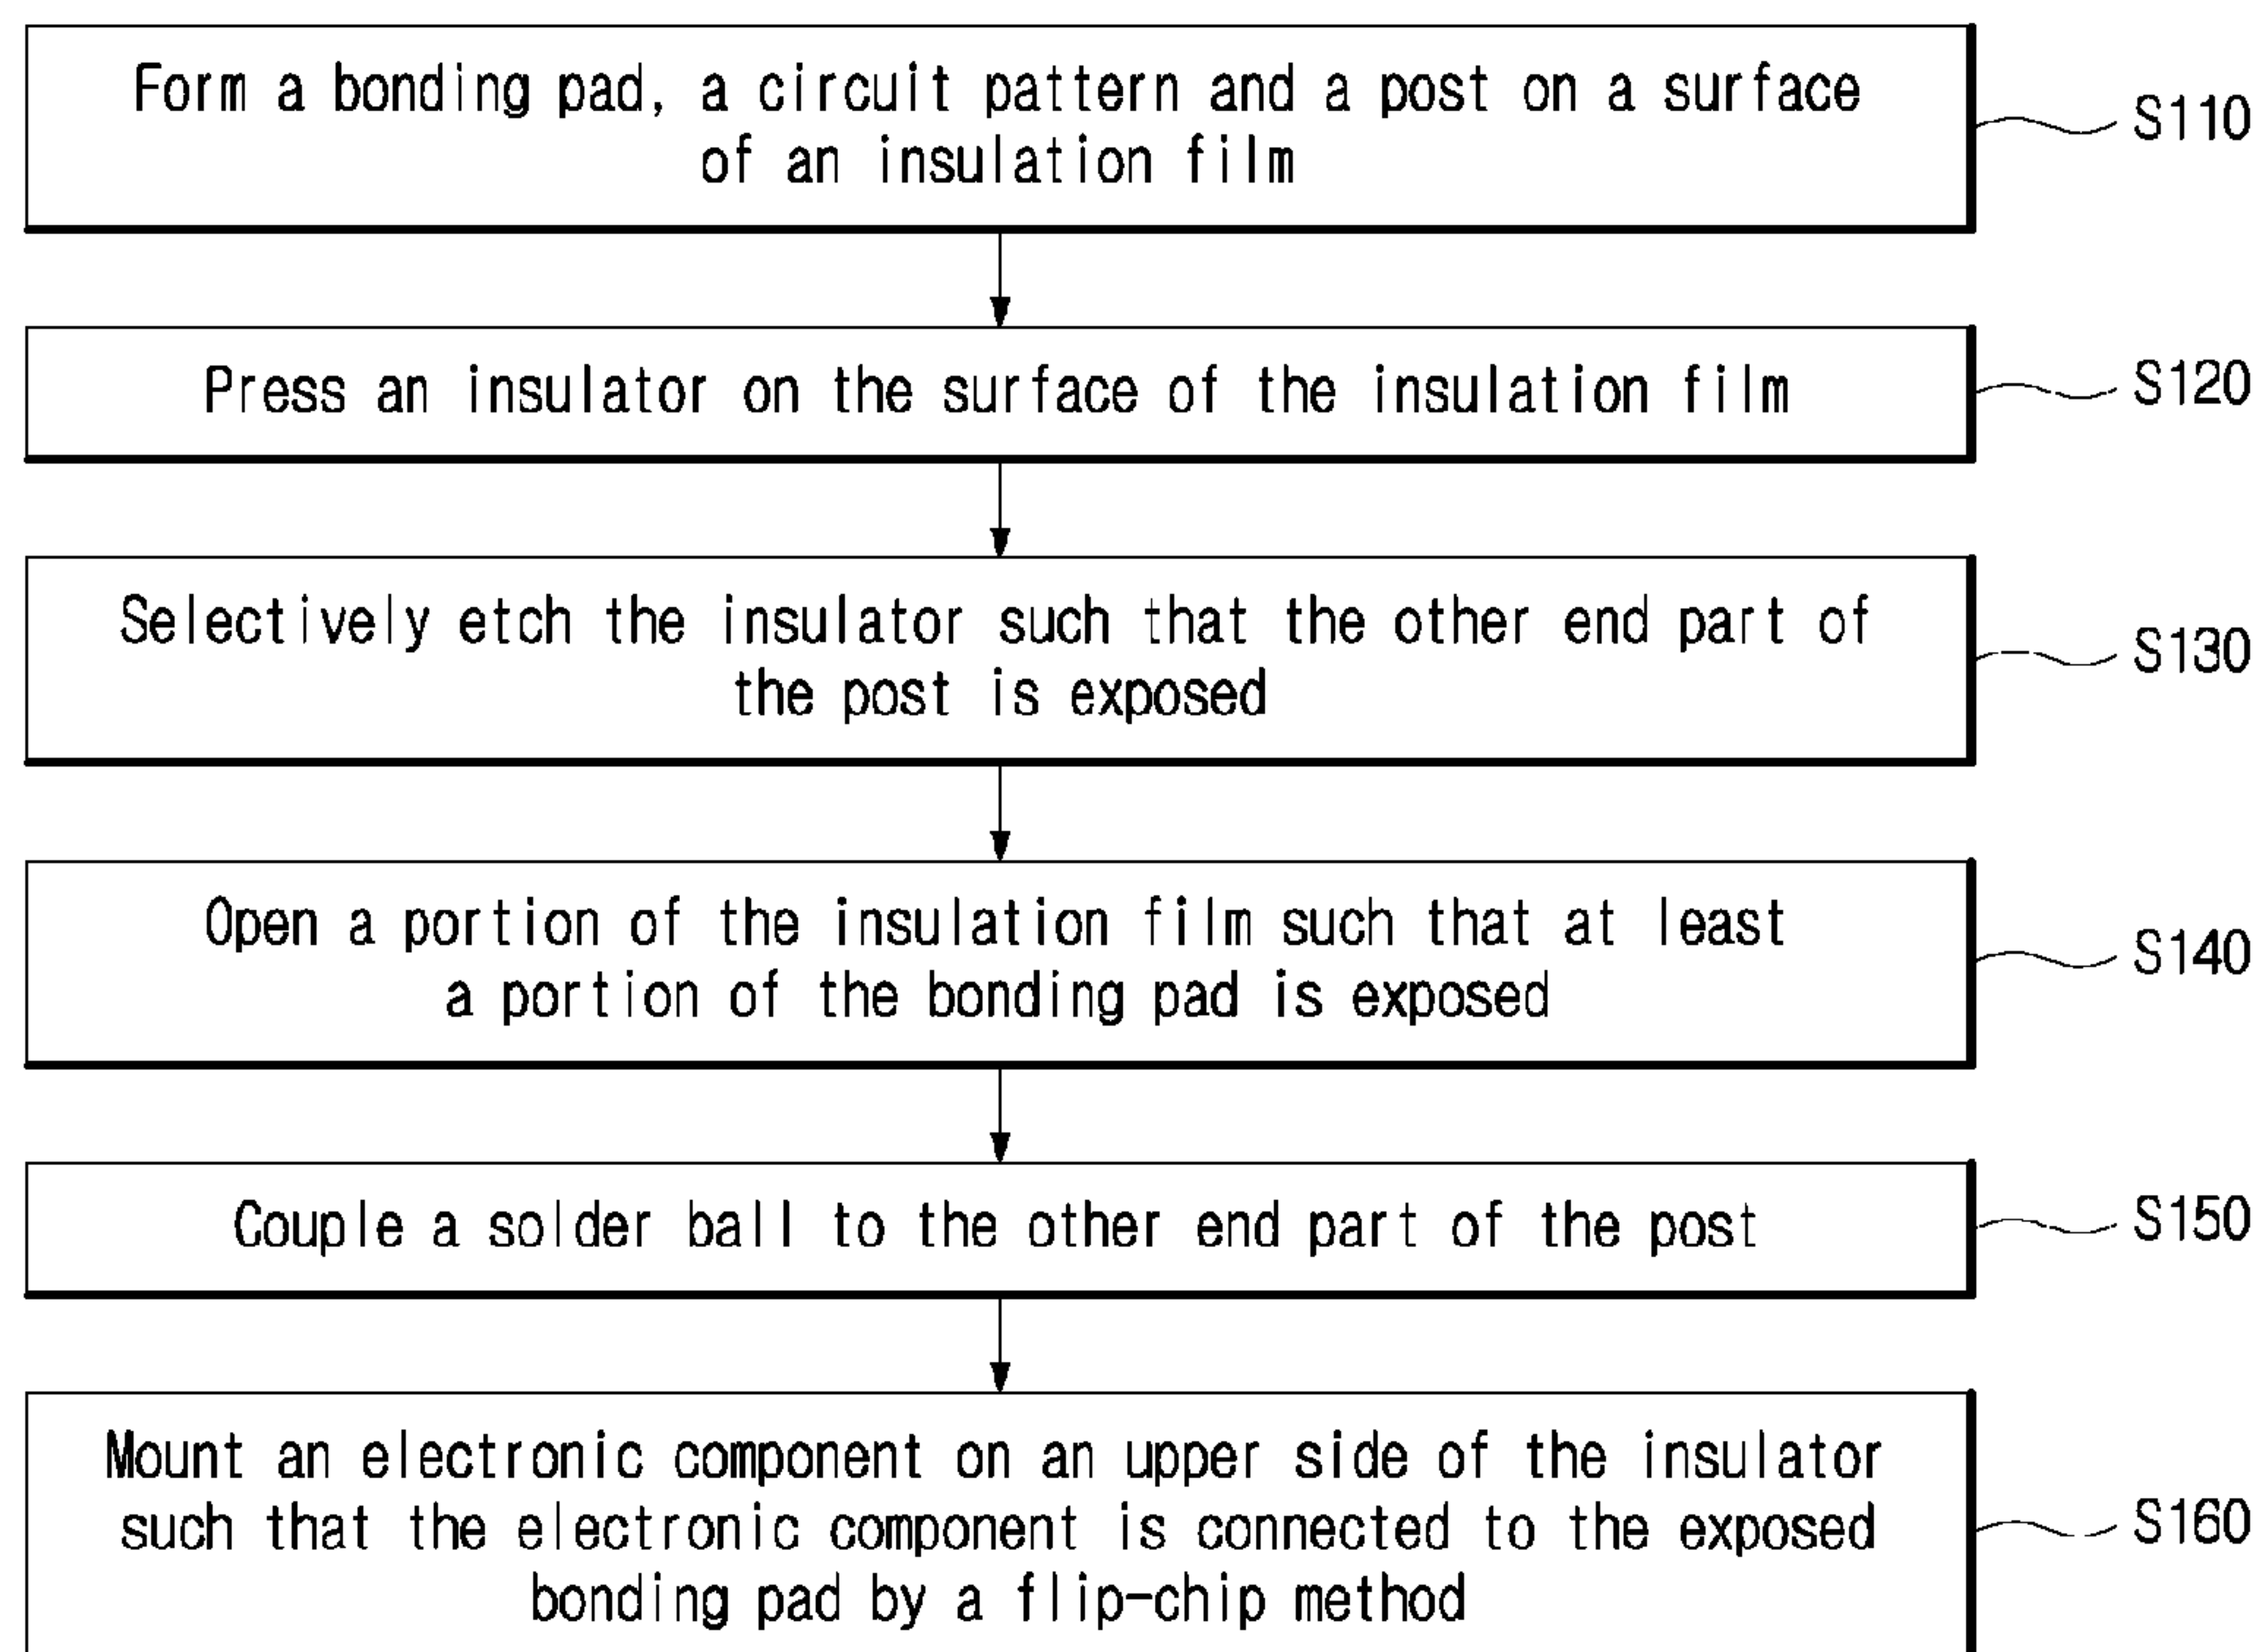 Form a bonding pad, a circuit pattern and a post on a surface
of an insulation film
S110
Press an insulator on the surface of the insulation film
S120
Selectively etch the insulator such that the other end part of
the post is exposed
S130
Open a portion of the insulation film such that at least
a portion of the bonding pad is exposed
S140
Couple a solder ball to the other end part of the post
S150
Mount an electronic component on an upper side of the insulator
such that the electronic component is connected to the exposed
bonding pad by a flip-chip method
S160